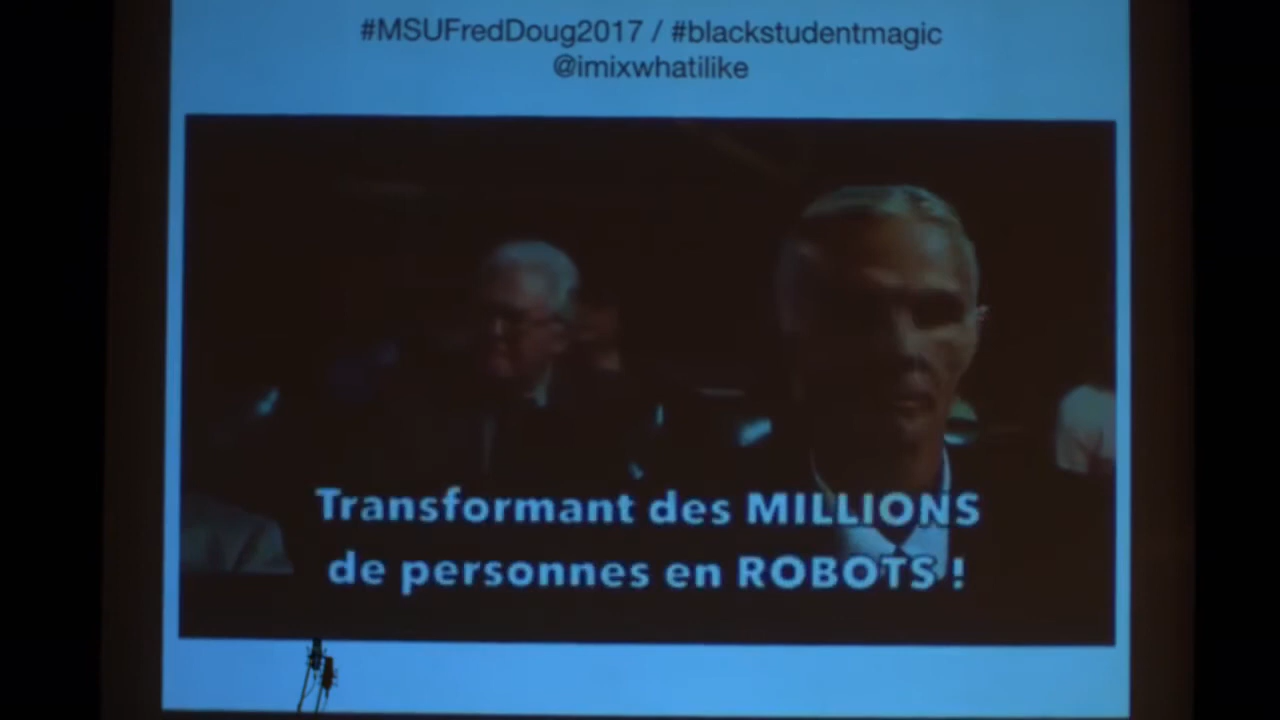 #MSUFredDoug2017 / #blackstudentmagic
@imixwhatilike
Transformant des MILLIONS
de personnes en ROBOTS !